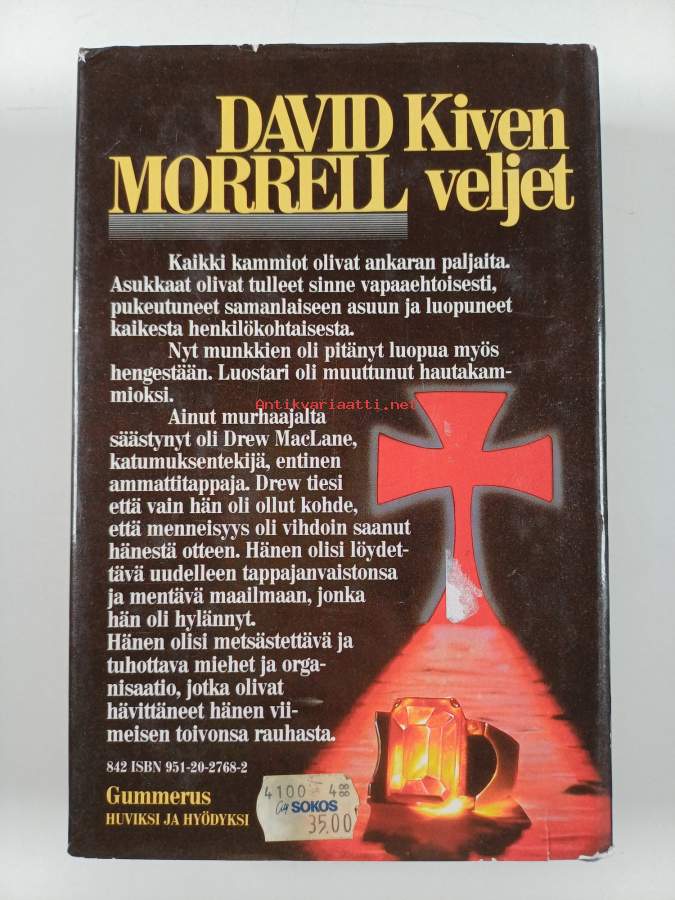 DAVID Kiven
MORRELL veljet
Kaikki kammiot olivat ankaran paljaita.
Asukkaat olivat tulleet sinne vapaaehtoisesti,
pukeutuneet samanlaiseen asuun ja luopuneet
kaikesta henkilökohtaisesta.
Nyt munkkien oli pitänyt luopua myös
hengestään. Luostari oli muuttunut hautakam-
mioksi.
Antikvariaatti.net
Ainut murhaajalta
säästynyt oli Drew MacLane,
katumuksentekijä, entinen
ammattitappaja. Drew tiesi
että vain hän oli ollut kohde,
että menneisyys oli vihdoin saanut
hänestä otteen. Hänen olisi löydet-
tävä uudelleen tappajanvaistonsa
ja mentävä maailmaan, jonka
hän oli hylännyt.
Hänen olisi metsästettävä ja
tuhottava miehet ja orga-
nisaatio, jotka olivat
hävittäneet hänen vii-
meisen toivonsa rauhasta.
842 ISBN 951-20-2768-2
Gummerus
HUVIKSI JA HYÖDYKSI
4100 488
SOKOS
35.00